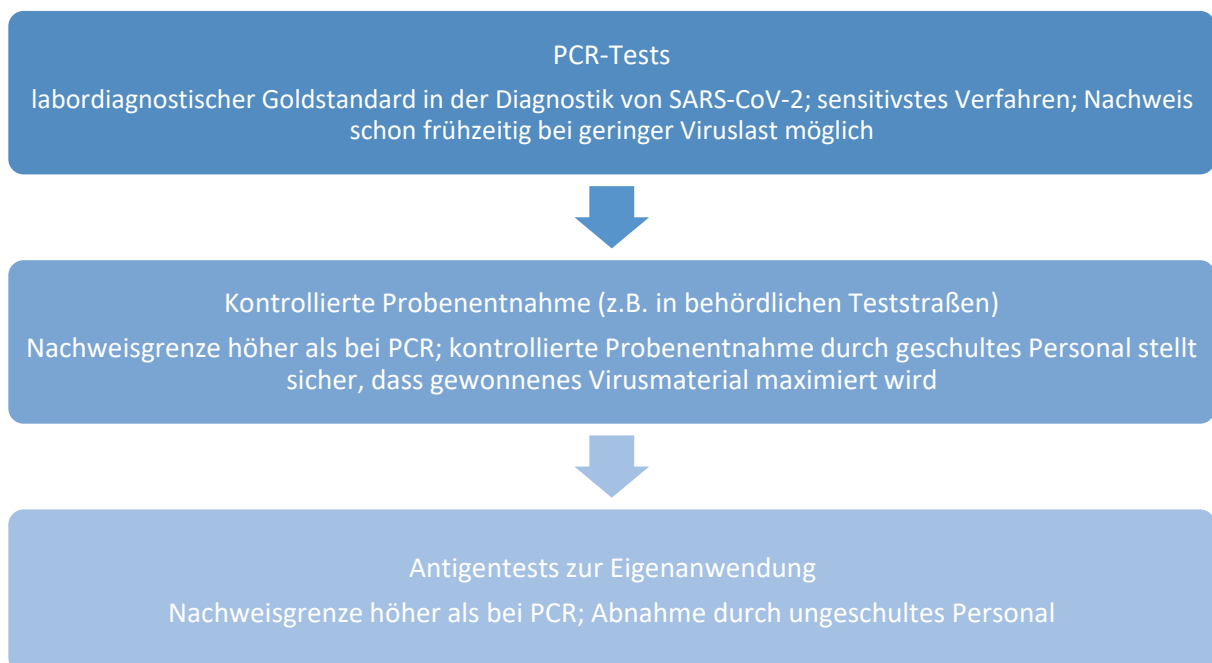 PCR-Tests
labordiagnostischer Goldstandard in der Diagnostik von SARS-CoV-2; sensitivstes Verfahren; Nachweis
schon frühzeitig bei geringer Viruslast möglich
Kontrollierte Probenentnahme (z.B. in behördlichen Teststraßen)
Nachweisgrenze höher als bei PCR; kontrollierte Probenentnahme durch geschultes Personal stellt
sicher, dass gewonnenes Virusmaterial maximiert wird
Antigentests zur Eigenanwendung
Nachweisgrenze höher als bei PCR; Abnahme durch ungeschultes Personal